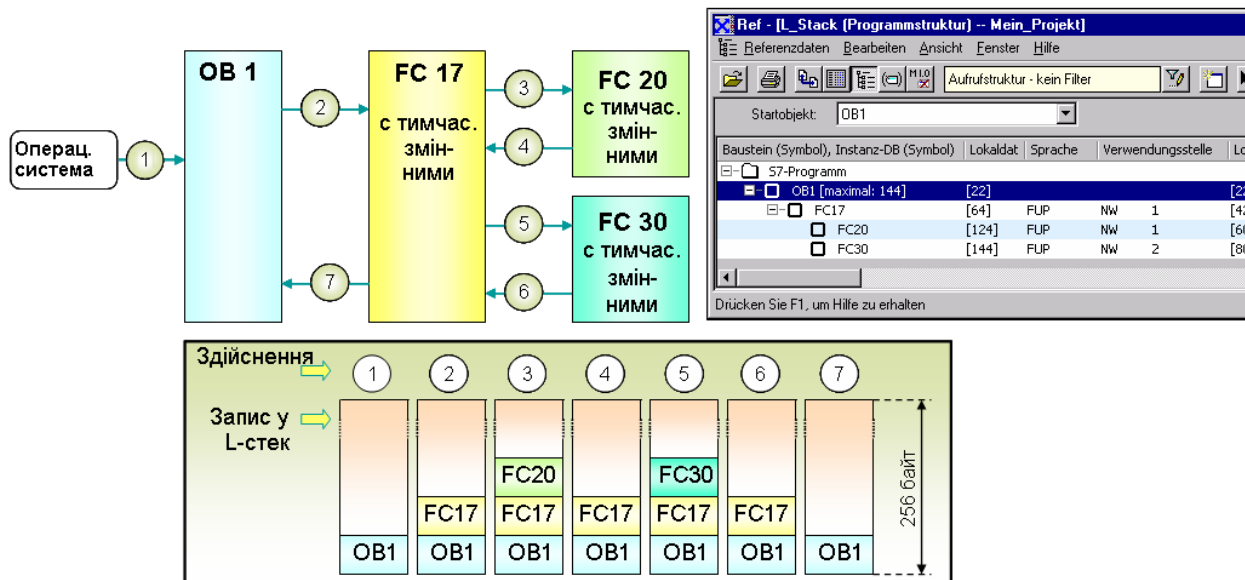 OB 1
FC 17
с тимчас.
змін-
ними
FC 20
с тимчас.
змін-
ними
FC 30
с тимчас.
змін-
ними
Операц.
система
1
2
3
4
5
6
7
Ref - [L_Stack (Programmstruktur) -- Mein_Projekt]
Referenzdaten Bearbeiten Ansicht Fenster Hilfe
Aufrufstruktur - kein Filter
Startobjekt: OB1
Baustein (Symbol), Instanz-DB (Symbol) Lokaldat Sprache Verwendungsstelle Lo
S7-Programm
OB1 [maximal: 144] [22] [22
FC17 [64] FUP NW 1 [42
FC20 [124] FUP NW 1 [60
FC30 [144] FUP NW 2 [80
Drücken Sie F1, um Hilfe zu erhalten
Здійснення
1 2 3 4 5 6 7
Запис у
L-стек
FC20 FC30
FC17 FC17 FC17 FC17 FC17
OB1 OB1 OB1 OB1 OB1 OB1 OB1
256 байт